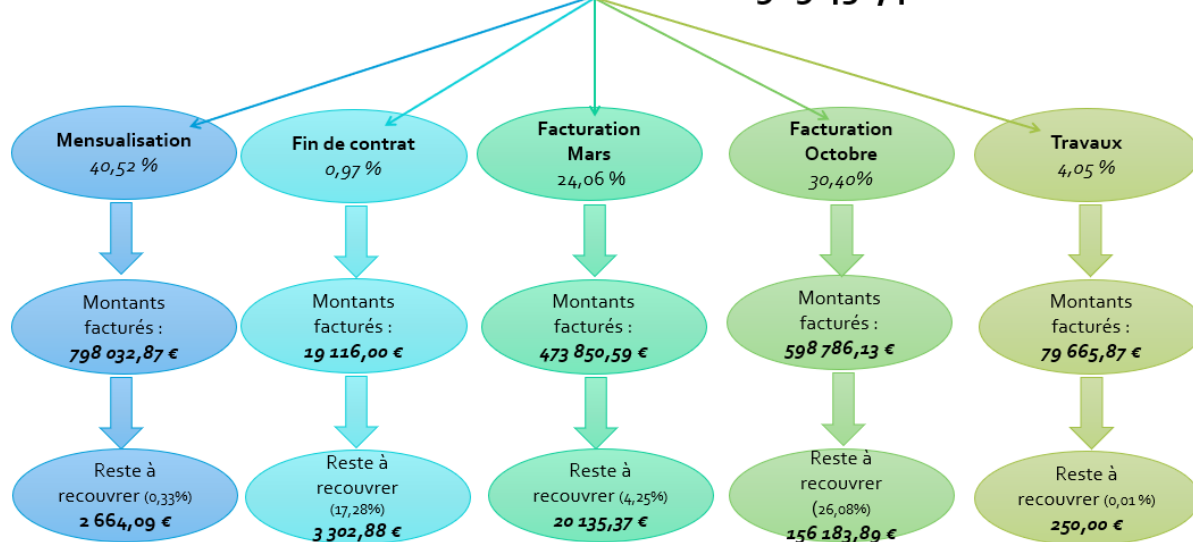 Mensualisation
40,52 %
Fin de contrat
0,97 %
Facturation
Mars
24,06 %
Facturation
Octobre
30,40%
Travaux
4,05 %
Montants
facturés :
798 032,87 €
Montants
facturés :
19 116,00 €
Montants
facturés :
473 850,59 €
Montants
facturés :
598 786,13 €
Montants
facturés :
79 665,87 €
Reste à
recouvrer (0,33%)
2 664,09 €
Reste à
recouvrer
(17,28%)
3 302,88 €
Reste à
recouvrer (4,25%)
20 135,37 €
Reste à
recouvrer
(26,08%)
156 183,89 €
Reste à
recouvrer (0,01 %)
250,00 €